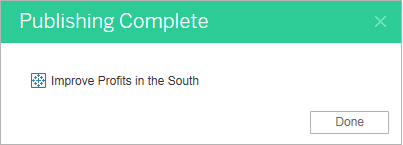 Publishing Complete
Improve Profits in the South
Done